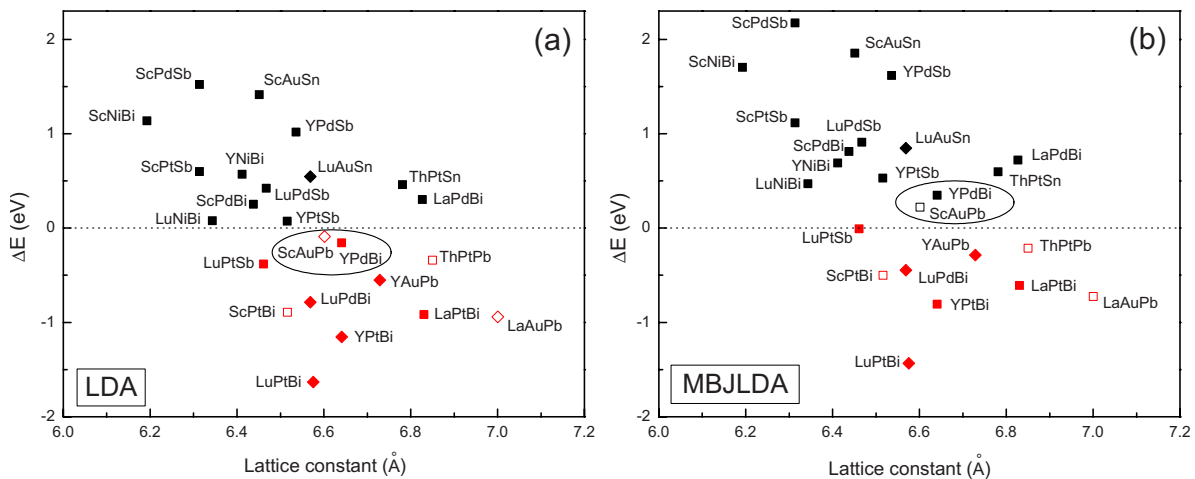 (a)
2
1
0
-1
-2
ΔE (eV)
ScPdSb
ScAuSn
ScNiBi
YPdSb
ScPtSb
YNiBi
LuAuSn
ThPtSn
LuPdSb
ScPdBi
LaPdBi
LuNiBi
YPtSb
ScAuPb
YPdBi
ThPtPb
LuPtSb
YAuPb
LuPdBi
ScPtBi
LaPtBi
LaAuPb
YPtBi
LuPtBi
LDA
6.0 6.2 6.4 6.6 6.8 7.0 7.2
Lattice constant (Å)
(b)
2
1
0
-1
-2
ΔE (eV)
ScPdSb
ScAuSn
ScNiBi
YPdSb
ScPtSb
LuPdSb
LuAuSn
ScPdBi
LaPdBi
YNiBi
YPtSb
ThPtSn
LuNiBi
YPdBi
ScAuPb
LuPtSb
YAuPb
ThPtPb
ScPtBi
LuPdBi
LaPtBi
LaAuPb
YPtBi
LuPtBi
MBJLDA
6.0 6.2 6.4 6.6 6.8 7.0 7.2
Lattice constant (Å)